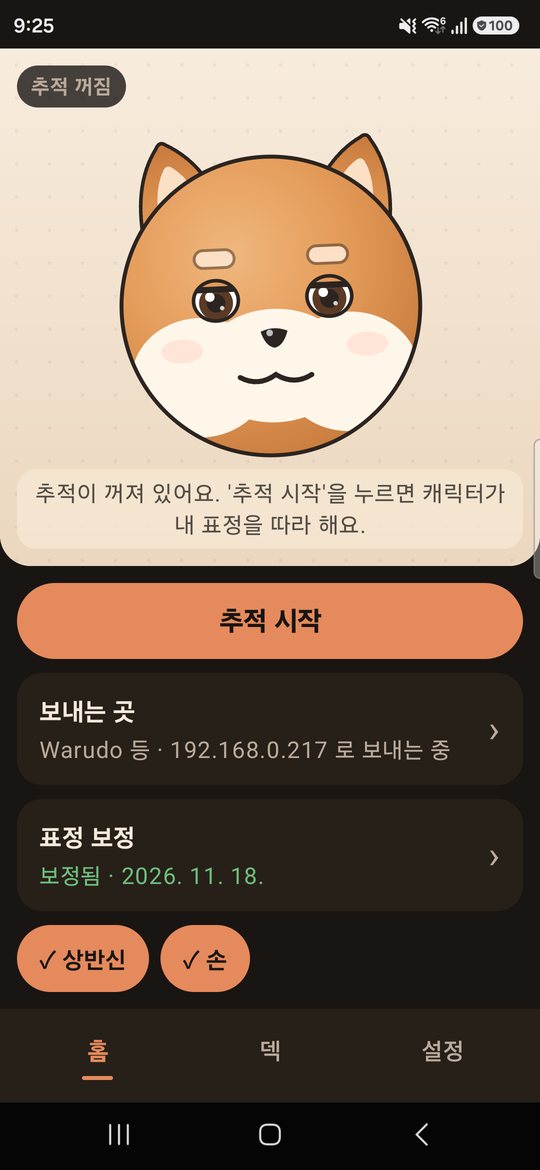 9:25
6
100
추적 꺼짐
추적이 꺼져 있어요. '추적 시작'을 누르면 캐릭터가
내 표정을 따라 해요.
추적 시작
보내는 곳
Warudo 등 · 192.168.0.217 로 보내는 중
›
표정 보정
보정됨 · 2026. 11. 18.
›
✓ 상반신 ✓ 손
홈 덱 설정